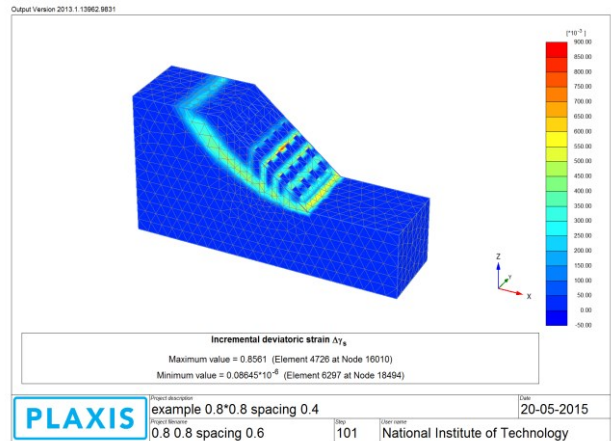 Output Version 2013.1.13962.9831
[*10⁻³]
900.00
850.00
800.00
750.00
700.00
650.00
600.00
550.00
500.00
450.00
400.00
350.00
300.00
250.00
200.00
150.00
100.00
50.00
0.00
-50.00
Z
Y
X
Incremental deviatoric strain Δγs
Maximum value = 0.8561 (Element 4726 at Node 16010)
Minimum value = 0.08645*10⁻⁶ (Element 6297 at Node 18494)
PLAXIS
Project description
example 0.8*0.8 spacing 0.4
Date
20-05-2015
Project filename
0.8 0.8 spacing 0.6
Step
101
User name
National Institute of Technology